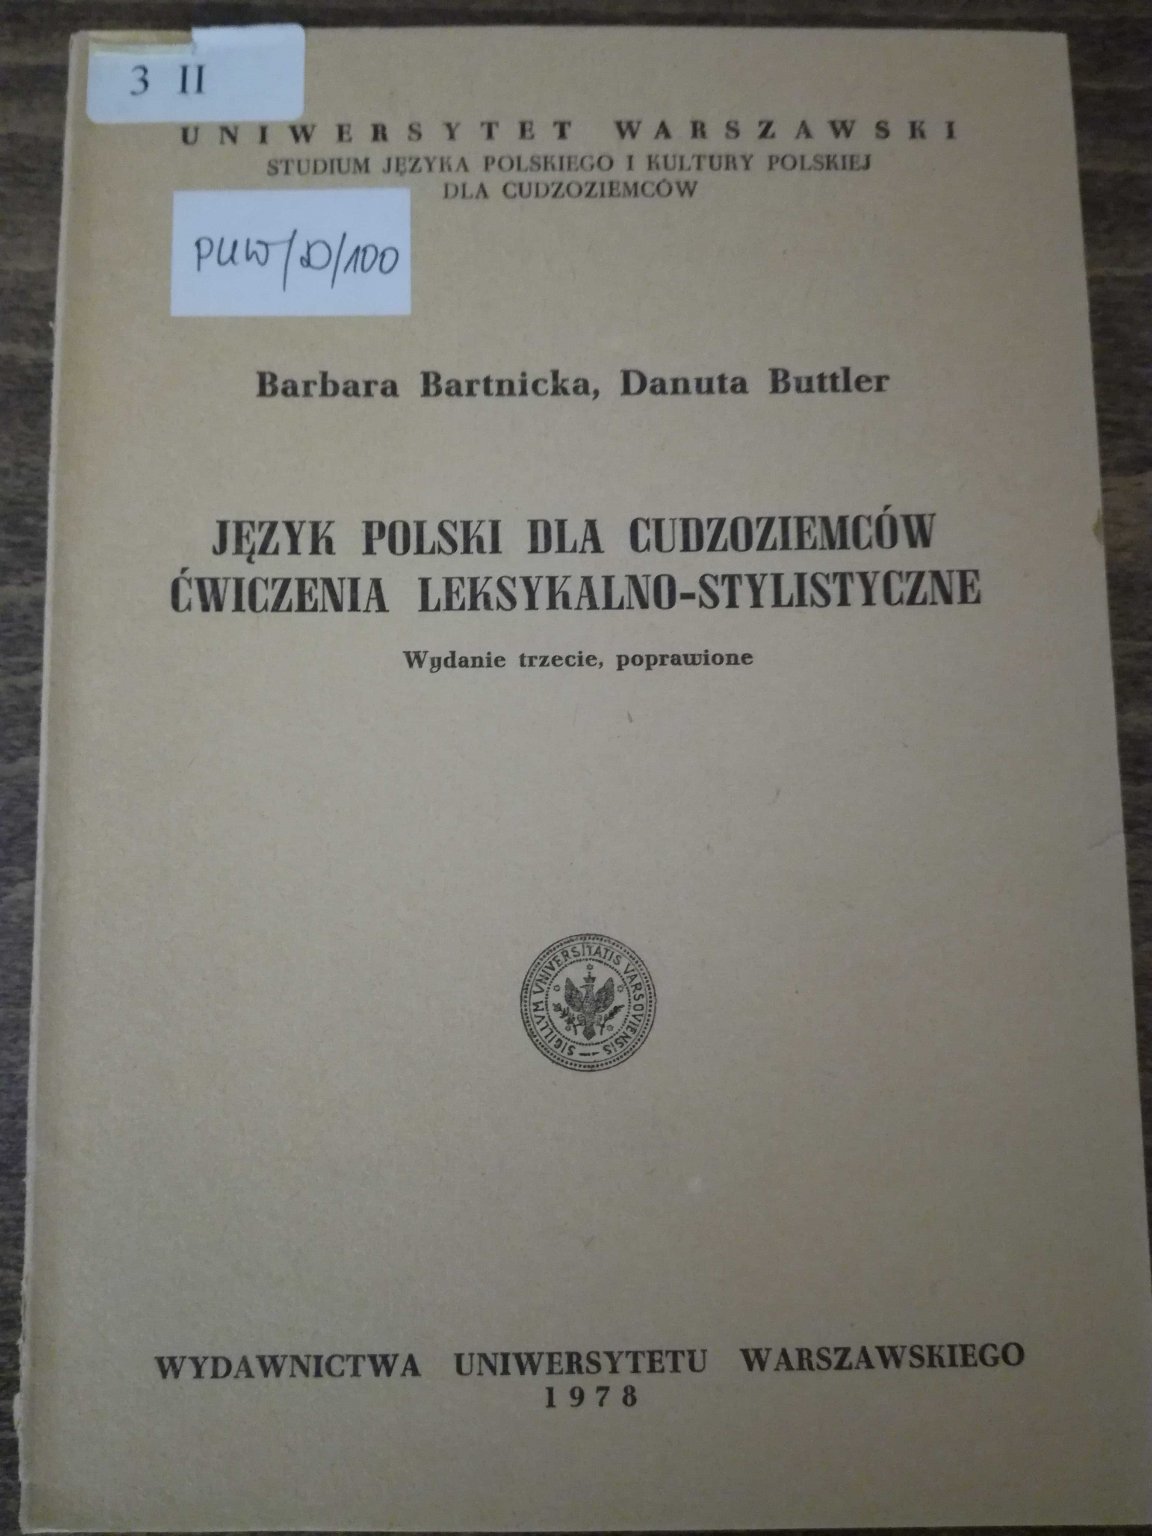 3 II
UNIWERSYTET WARSZAWSKI
STUDIUM JĘZYKA POLSKIEGO I KULTURY POLSKIEJ
DLA CUDZOZIEMCÓW
PUW/D/100
Barbara Bartnicka, Danuta Buttler
JĘZYK POLSKI DLA CUDZOZIEMCÓW
ĆWICZENIA LEKSYKALNO-STYLISTYCZNE
Wydanie trzecie, poprawione
SIGILLVM VNIVERSITATIS VARSOVIENSIS
WYDAWNICTWA UNIWERSYTETU WARSZAWSKIEGO
1978